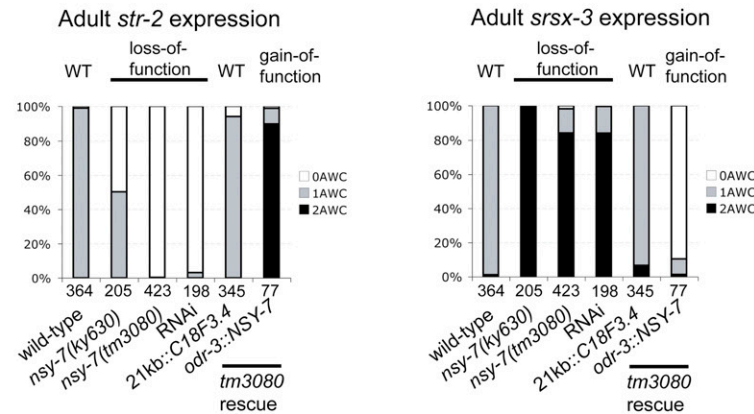 Adult str-2 expression
loss-of-
function
gain-of-
function
WT
WT
100%
80%
60%
40%
20%
0%
0AWC
1AWC
2AWC
364 205 423 198 345 77
wild-type
nsy-7(ky630)
nsy-7(tm3080)
RNAi
21kb::C18F3.4
odr-3::NSY-7
tm3080
rescue
Adult srsx-3 expression
loss-of-
function
gain-of-
function
WT
WT
100%
80%
60%
40%
20%
0%
0AWC
1AWC
2AWC
364 205 423 198 345 77
wild-type
nsy-7(ky630)
nsy-7(tm3080)
RNAi
21kb::C18F3.4
odr-3::NSY-7
tm3080
rescue